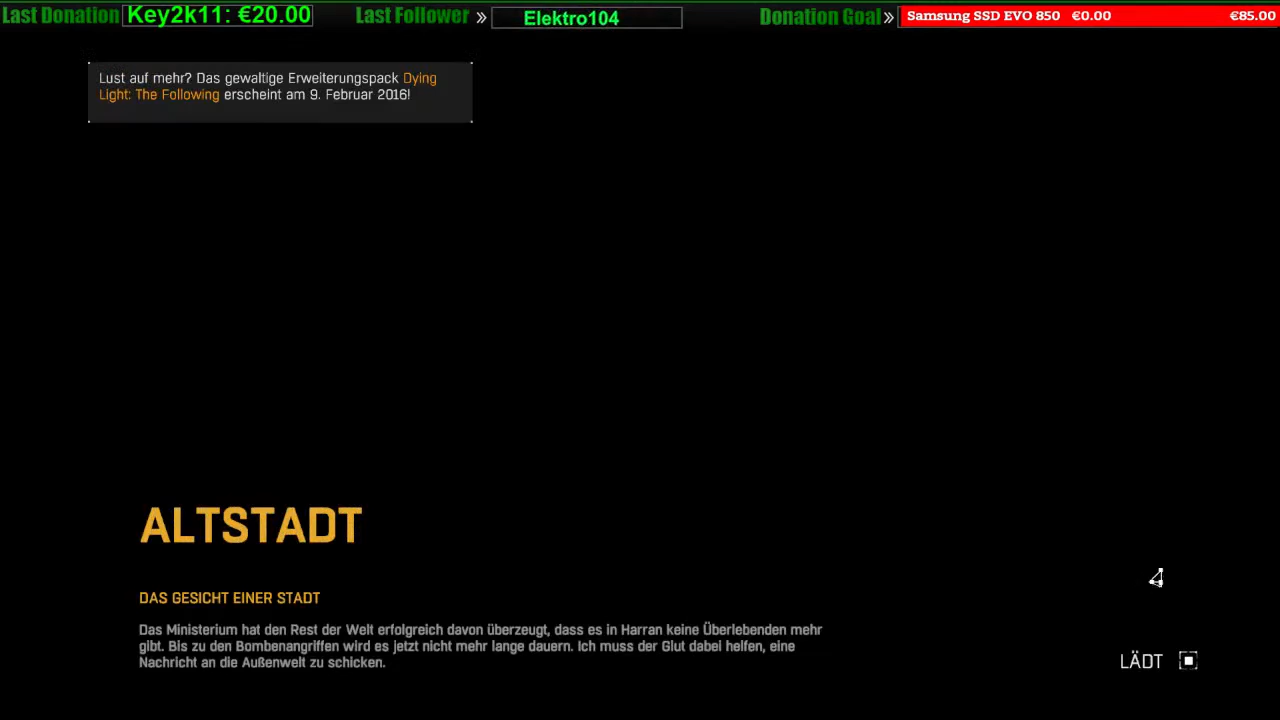 Last Donation Key2k11: €20.00 Last Follower » Elektro104 Donation Goal » Samsung SSD EVO 850 €0.00 €85.00
Lust auf mehr? Das gewaltige Erweiterungspack Dying
Light: The Following erscheint am 9. Februar 2016!
ALTSTADT
DAS GESICHT EINER STADT
Das Ministerium hat den Rest der Welt erfolgreich davon überzeugt, dass es in Harran keine Überlebenden mehr
gibt. Bis zu den Bombenangriffen wird es jetzt nicht mehr lange dauern. Ich muss der Glut dabei helfen, eine
Nachricht an die Außenwelt zu schicken.
LÄDT